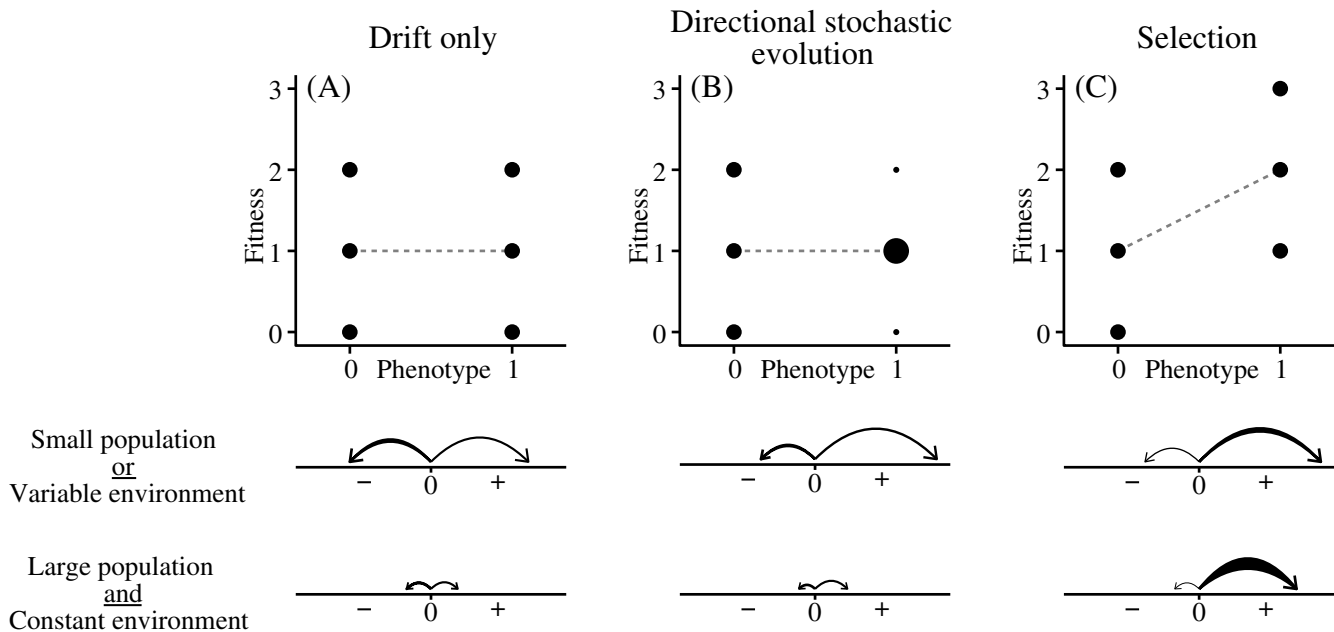 Drift only
Directional stochastic
evolution
Selection
(A)
3
2
1
0
Fitness
0 Phenotype 1
(B)
3
2
1
0
Fitness
0 Phenotype 1
(C)
3
2
1
0
Fitness
0 Phenotype 1
Small population
or
Variable environment
− 0 +
− 0 +
− 0 +
Large population
and
Constant environment
− 0 +
− 0 +
− 0 +